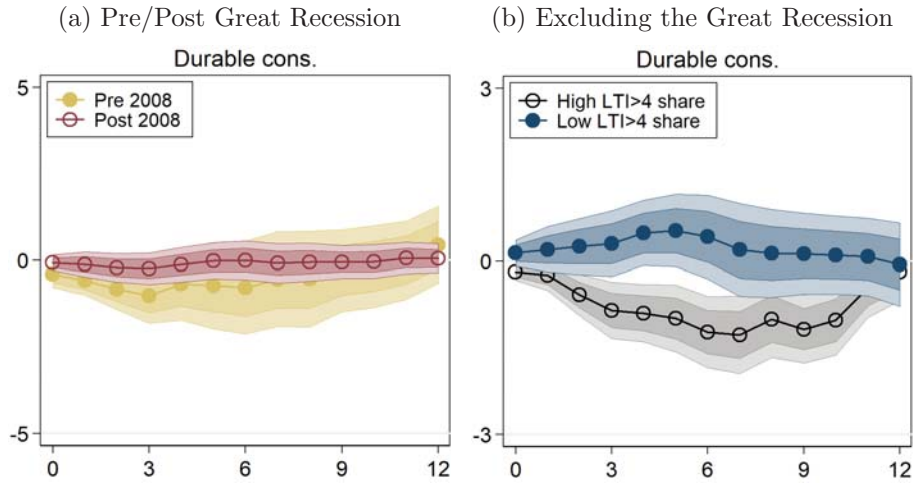 (a) Pre/Post Great Recession
Durable cons.
5
0
-5
Pre 2008
Post 2008
0 3 6 9 12
(b) Excluding the Great Recession
Durable cons.
3
0
-3
High LTI>4 share
Low LTI>4 share
0 3 6 9 12